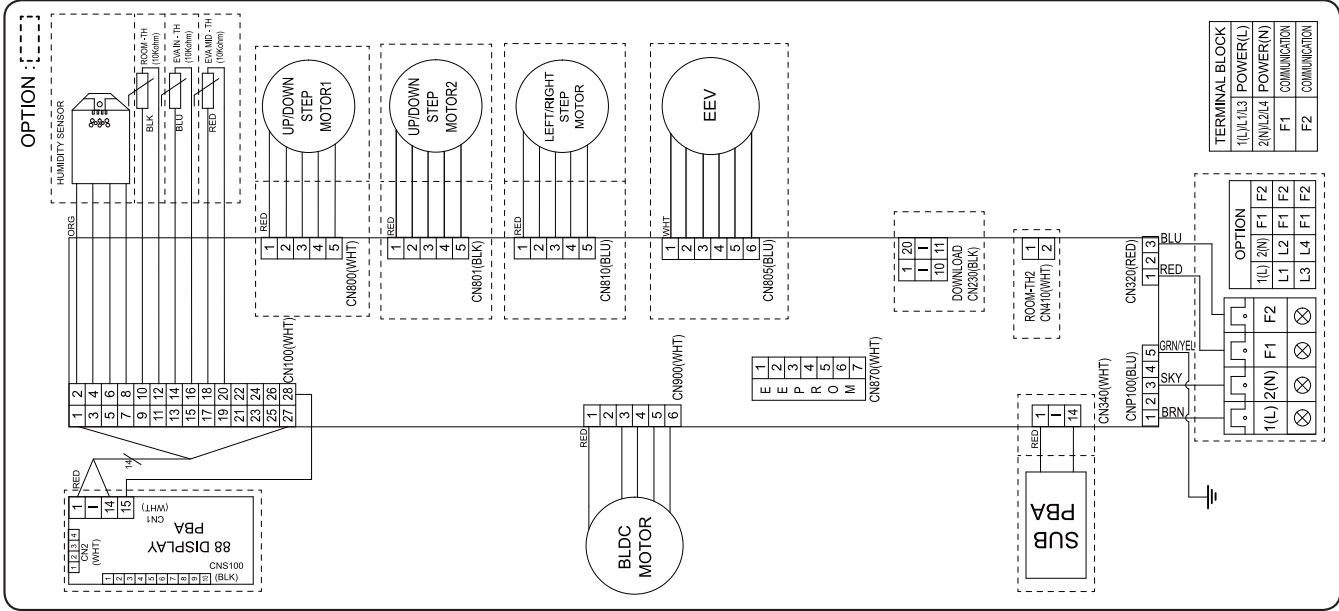 OPTION :
HUMIDITY SENSOR
ROOM -TH
(10Kohm)
EVA IN - TH
(10Kohm)
EVA MID - TH
(10Kohm)
BLK
BLU
RED
ORG
UP/DOWN
STEP
MOTOR1
RED
1
2
3
4
5
CN800(WHT)
UP/DOWN
STEP
MOTOR2
RED
1
2
3
4
5
CN801(BLK)
LEFT/RIGHT
STEP
MOTOR
RED
1
2
3
4
5
CN810(BLU)
EEV
WHT
1
2
3
4
5
6
CN805(BLU)
TERMINAL BLOCK
1(L)/L1/L3 POWER(L)
2(N)/L2/L4 POWER(N)
F1 COMMUNICATION
F2 COMMUNICATION
1 2
3 4
5 6
7 8
9 10
11 12
13 14
15 16
17 18
19 20
21 22
23 24
25 26
27 28
CN100(WHT)
1 20
I I
10 11
DOWNLOAD
CN230(BLK)
1 2
ROOM-TH2
CN410(WHT)
CN320(RED)
1 2 3
RED
BLU
OPTION
1(L) 2(N) F1 F2
L1 L2 F1 F2
L3 L4 F1 F2
1
2
3
4
5
6
RED
CN900(WHT)
BLDC
MOTOR
E 1
E 2
P 3
R 4
O 5
M 6
7
CN870(WHT)
CN340(WHT)
RED
1
I
14
SUB
PBA
CNP100(BLU)
1 2 3 4 5
BRN
SKY
GRN/YEL
1(L) 2(N) F1 F2
14
RED
1
I
14
15
CN1
(WHT)
1 2 3 4
CN2
(WHT)
88 DISPLAY
PBA
CNS100
(BLK)
1
2
3
4
5
6
7
8
9
10